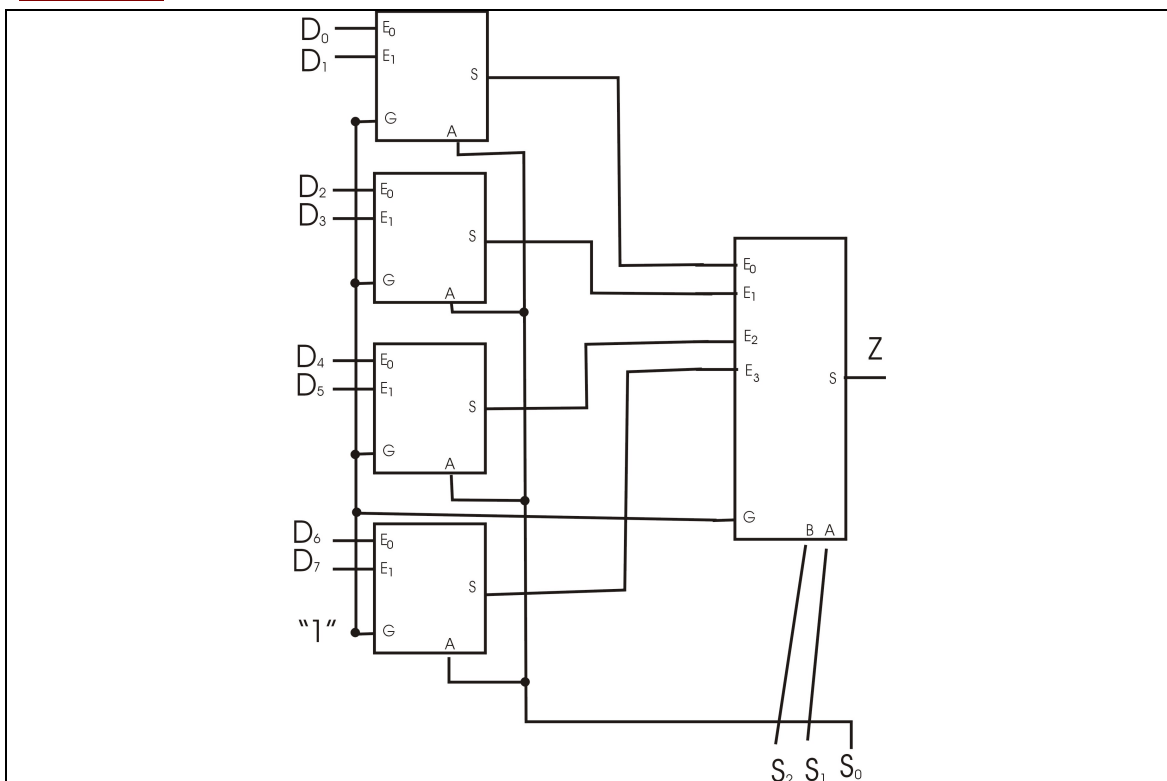 D₀ E₀
D₁ E₁
S
G
A
D₂ E₀
D₃ E₁
S
G
A
D₄ E₀
D₅ E₁
S
G
A
D₆ E₀
D₇ E₁
S
"1" G
A
E₀
E₁
E₂
E₃
S Z
G
B A
S₂ S₁ S₀